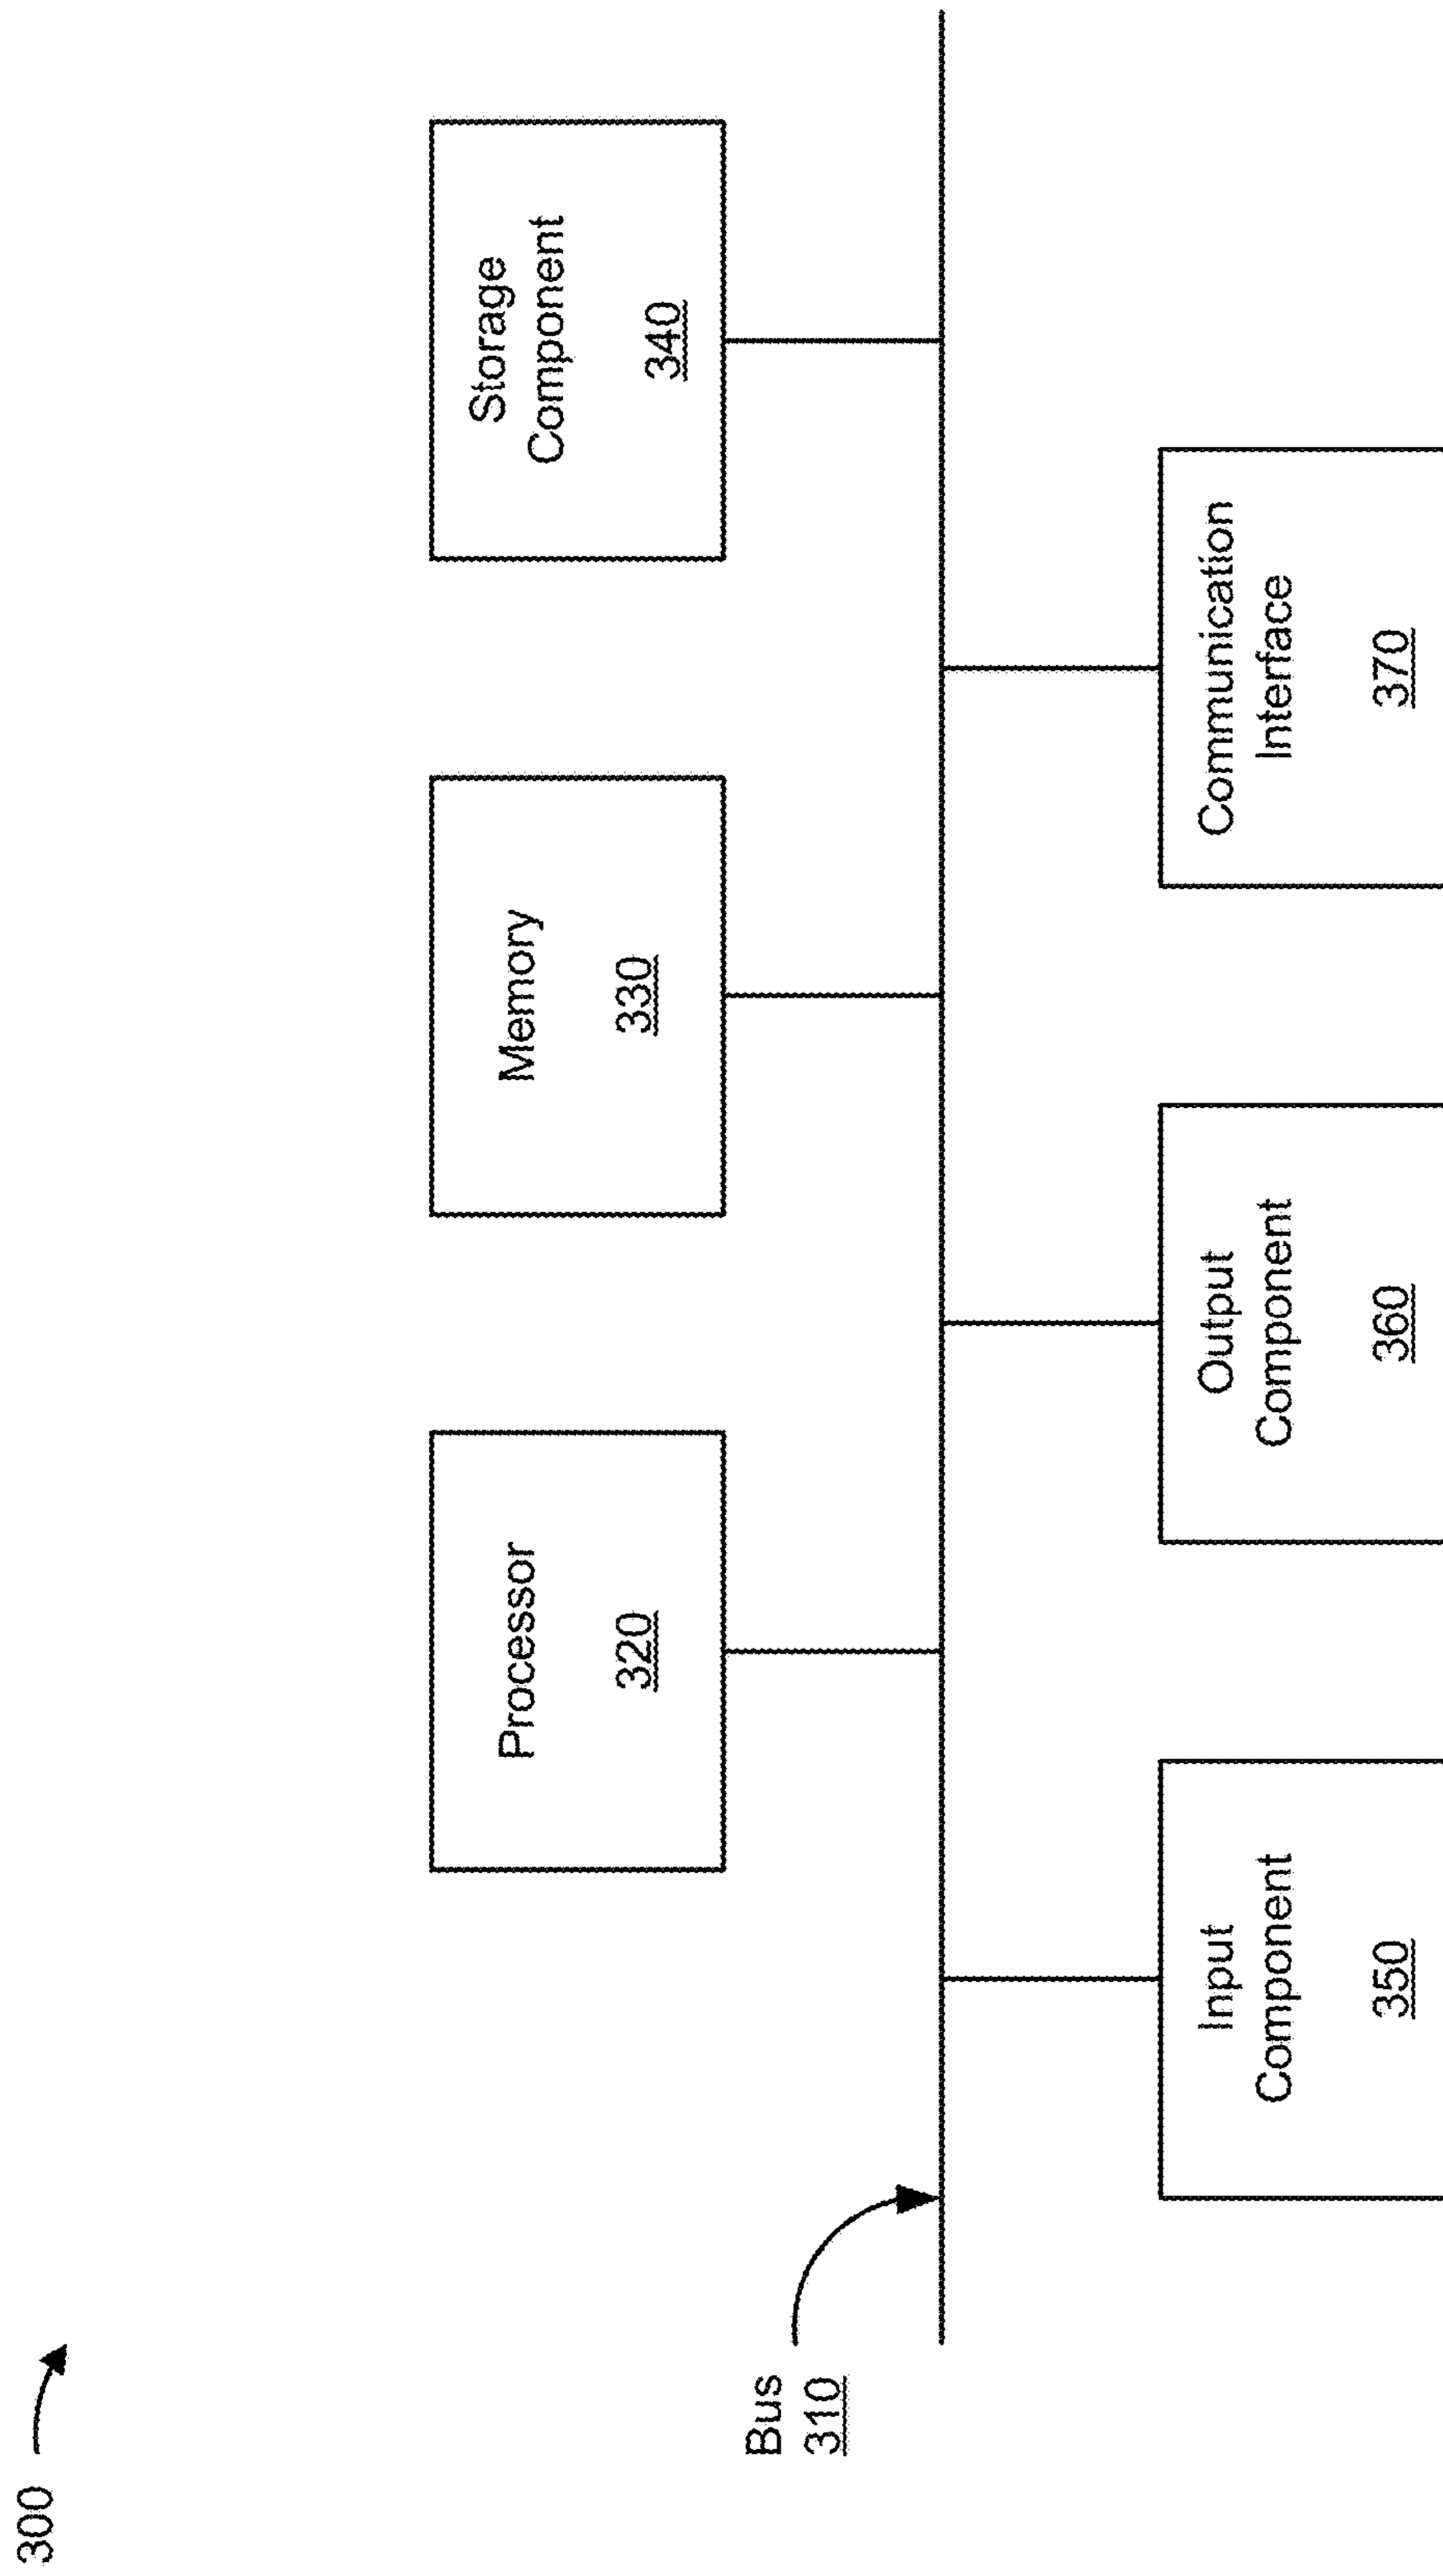 300
Bus
310
Processor
320
Memory
330
Storage
Component
340
Input
Component
350
Output
Component
360
Communication
Interface
370